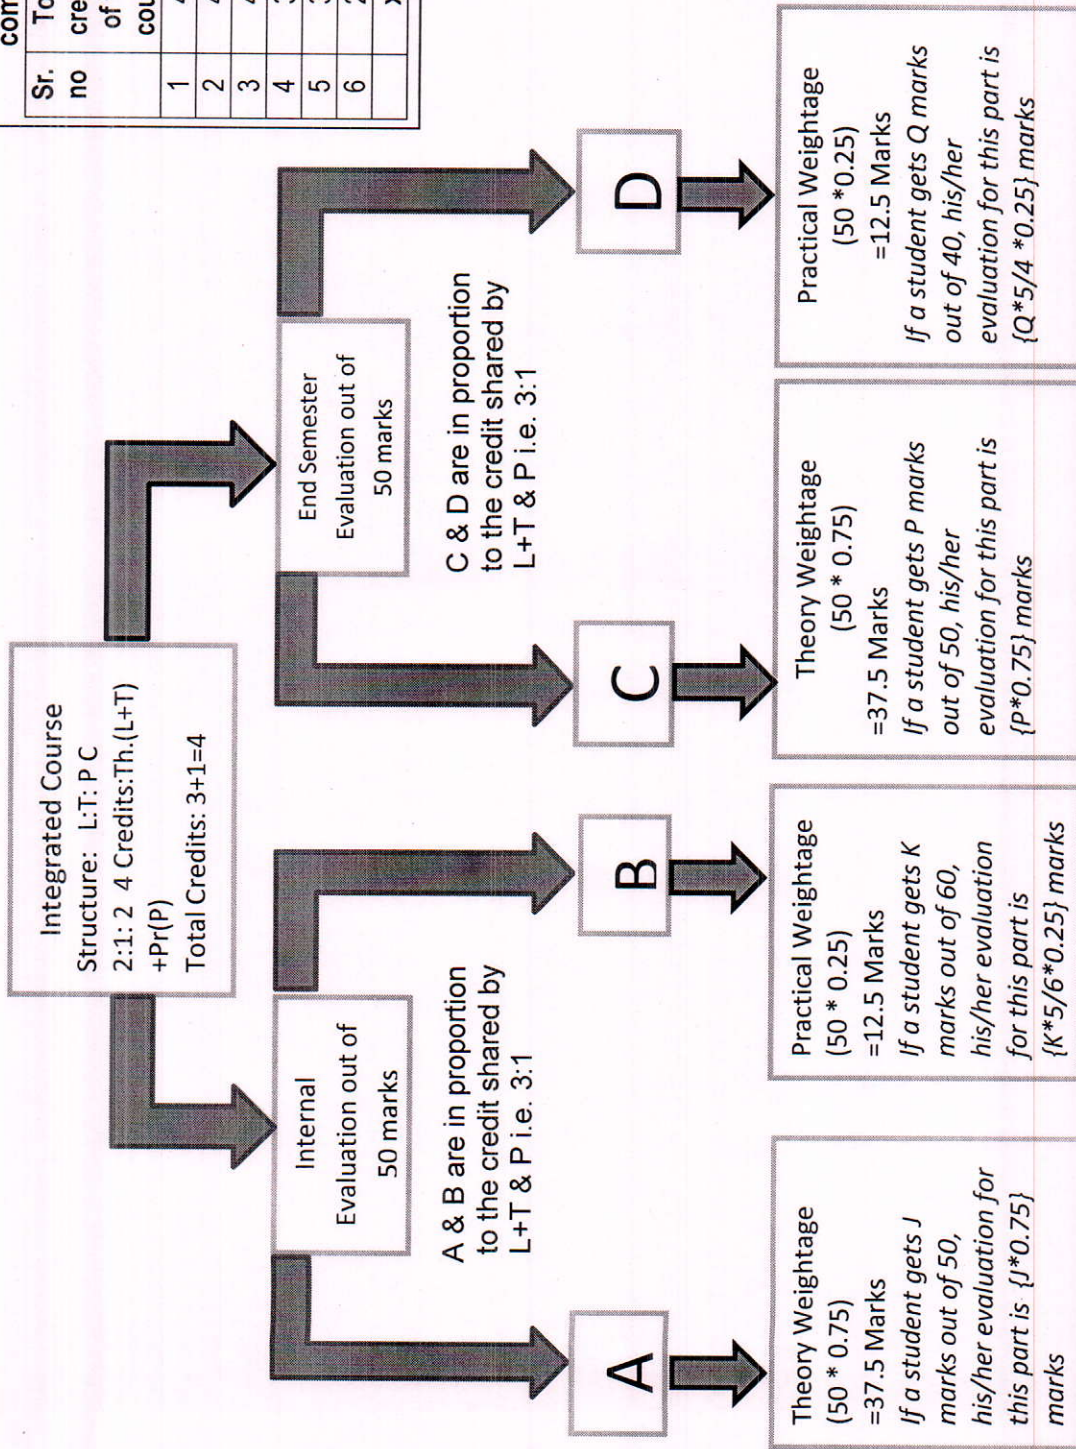 Integrated Course
Structure: L:T: P C
2:1: 2 4 Credits:Th.(L+T)
+Pr(P)
Total Credits: 3+1=4
Internal
Evaluation out of
50 marks
End Semester
Evaluation out of
50 marks
A & B are in proportion
to the credit shared by
L+T & P i.e. 3:1
C & D are in proportion
to the credit shared by
L+T & P i.e. 3:1
A
B
C
D
Theory Weightage
(50 * 0.75)
=37.5 Marks
If a student gets J
marks out of 50,
his/her evaluation for
this part is {J*0.75}
marks
Practical Weightage
(50 * 0.25)
=12.5 Marks
If a student gets K
marks out of 60,
his/her evaluation
for this part is
{K*5/6*0.25} marks
Theory Weightage
(50 * 0.75)
=37.5 Marks
If a student gets P marks
out of 50, his/her
evaluation for this part is
{P*0.75} marks
Practical Weightage
(50 *0.25)
=12.5 Marks
If a student gets Q marks
out of 40, his/her
evaluation for this part is
{Q*5/4 *0.25} marks
com
Sr. To
no cre
of
cou
1
2
3
4
5
6